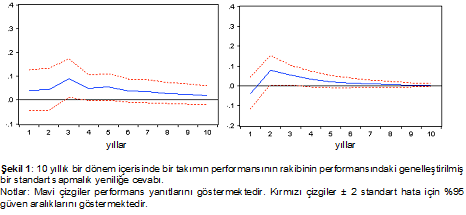 .4
.3
.2
.1
.0
.1
1 2 3 4 5 6 7 8 9 10
yıllar
.4
.3
.2
.1
.0
-.1
-.2
1 2 3 4 5 6 7 8 9 10
yıllar
Şekil 1: 10 yıllık bir dönem içerisinde bir takımın performansının rakibinin performansındaki genelleştirilmiş
bir standart sapmalık yeniliğe cevabı.
Notlar: Mavi çizgiler performans yanıtlarını göstermektedir. Kırmızı çizgiler ± 2 standart hata için %95
güven aralıklarını göstermektedir.